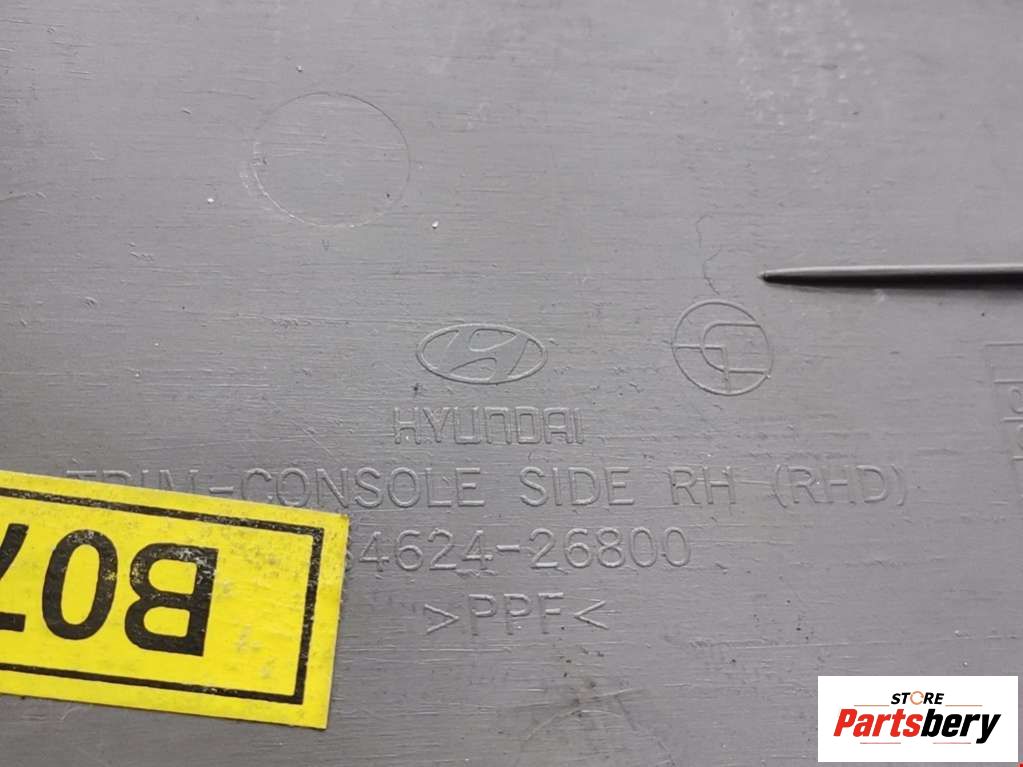 HYUNDAI
TRIM-CONSOLE SIDE RH (RHD)
84624-26800
>PPF<
B07
STORE
Partsbery